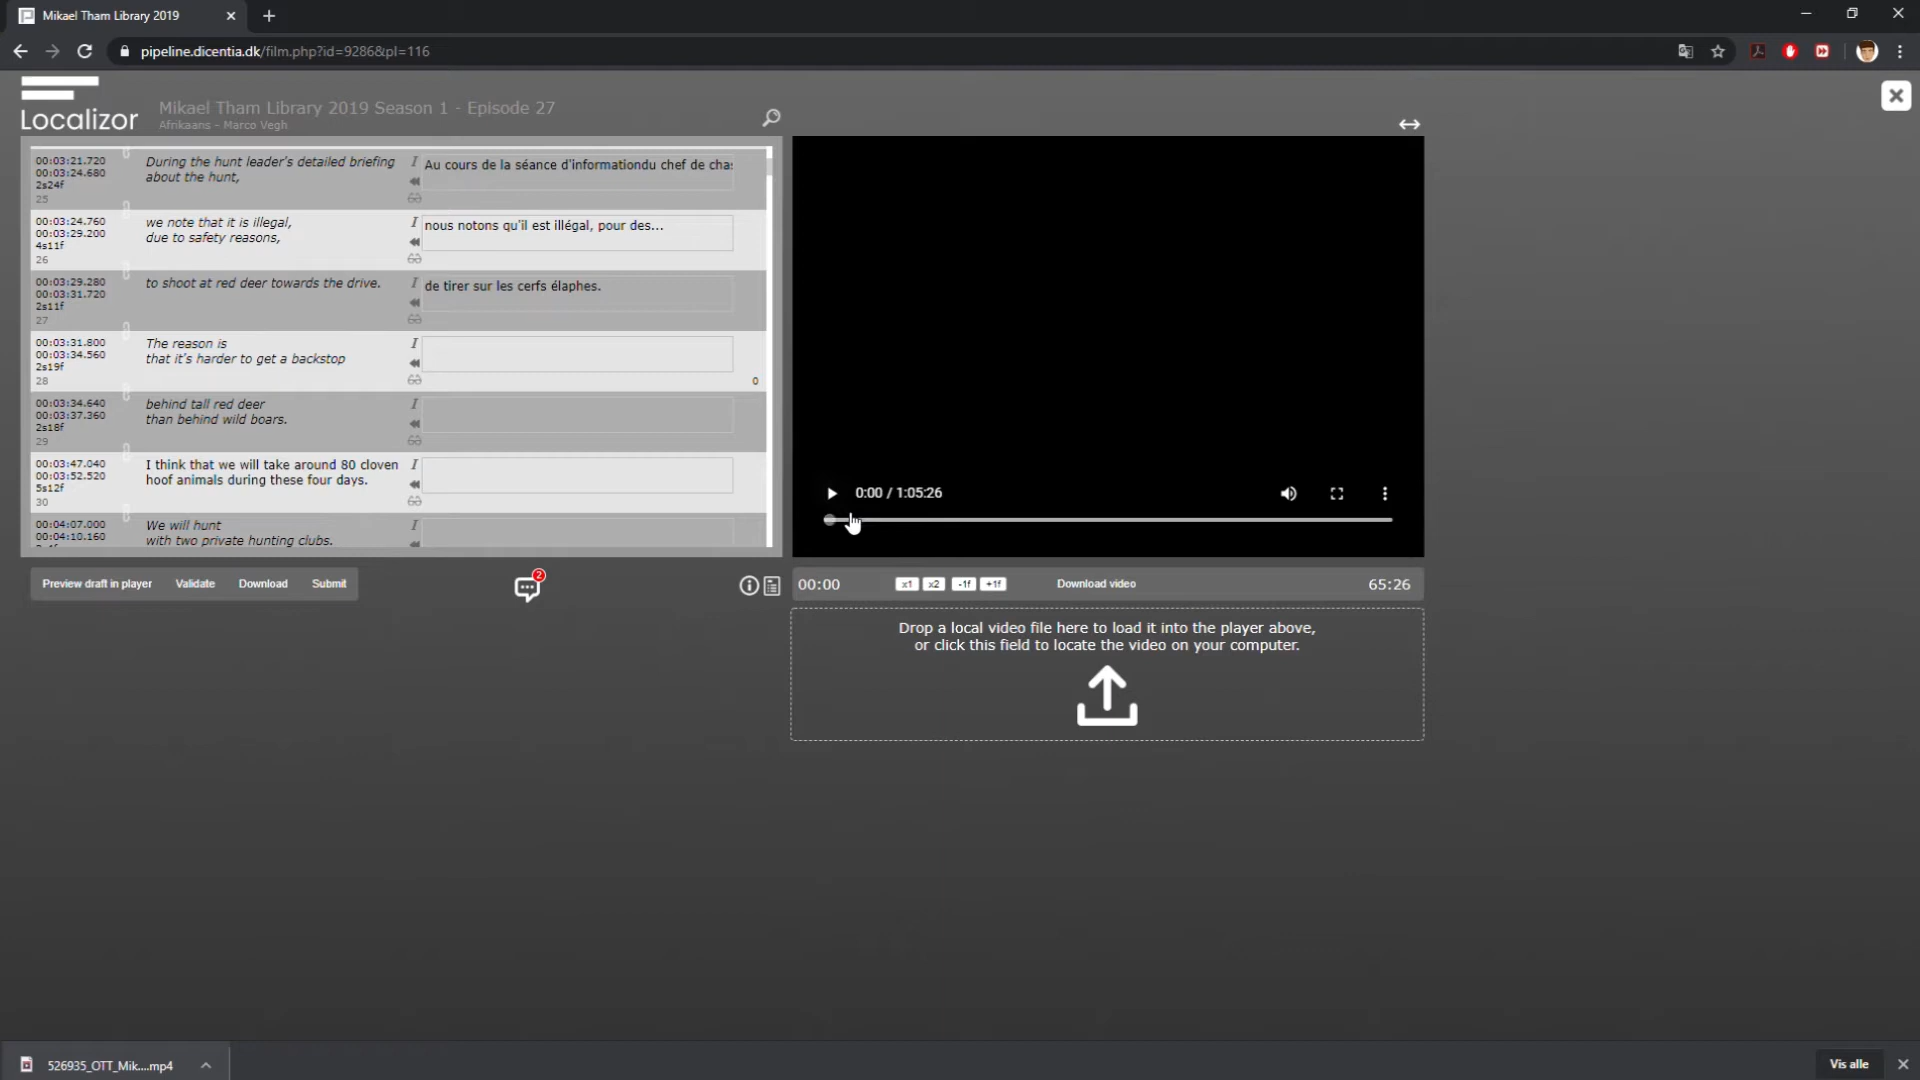 Mikael Tham Library 2019
pipeline.dicentia.dk/film.php?id=9286&pl=116
Localizor
Mikael Tham Library 2019 Season 1 - Episode 27
Afrikaans - Marco Vegh
00:03:21.720
00:03:24.680
2s24f
25
During the hunt leader's detailed briefing
about the hunt,
I
Au cours de la séance d'informationdu chef de chas
00:03:24.760
00:03:29.200
4s11f
26
we note that it is illegal,
due to safety reasons,
I
nous notons qu'il est illégal, pour des...
00:03:29.280
00:03:31.720
2s11f
27
to shoot at red deer towards the drive.
I
de tirer sur les cerfs élaphes.
00:03:31.800
00:03:34.560
2s19f
28
The reason is
that it's harder to get a backstop
I
0
00:03:34.640
00:03:37.360
2s18f
29
behind tall red deer
than behind wild boars.
I
00:03:47.040
00:03:52.520
5s12f
30
I think that we will take around 80 cloven
hoof animals during these four days.
I
00:04:07.000
00:04:10.160
We will hunt
with two private hunting clubs.
I
0:00 / 1:05:26
Preview draft in player Validate Download Submit
2
00:00 x1 x2 -1f +1f Download video 65:26
Drop a local video file here to load it into the player above,
or click this field to locate the video on your computer.
526935_OTT_Mik....mp4
Vis alle